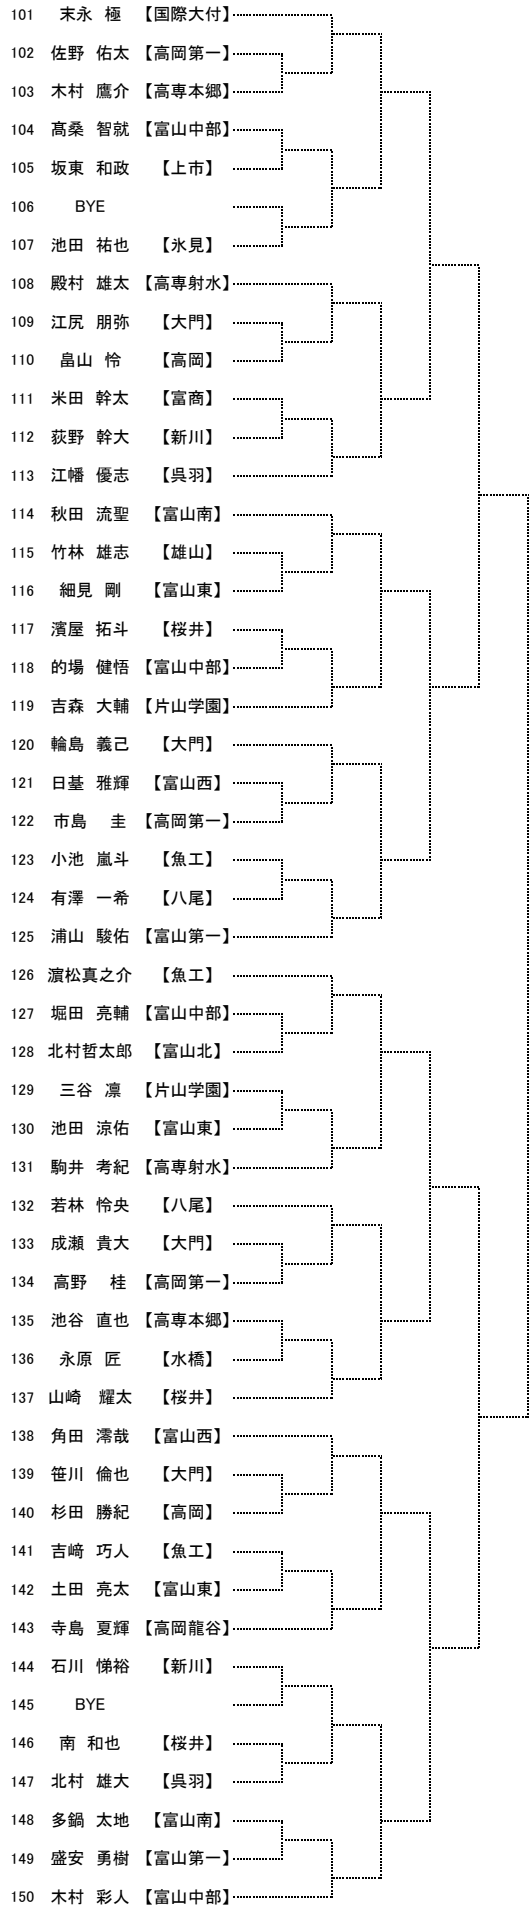 101 末永 極 【国際大付】
102 佐野 佑太 【高岡第一】
103 木村 鷹介 【高専本郷】
104 髙桑 智就 【富山中部】
105 坂東 和政 【上市】
106 BYE
107 池田 祐也 【氷見】
108 殿村 雄太 【高専射水】
109 江尻 朋弥 【大門】
110 畠山 怜 【高岡】
111 米田 幹太 【富商】
112 荻野 幹大 【新川】
113 江幡 優志 【呉羽】
114 秋田 流聖 【富山南】
115 竹林 雄志 【雄山】
116 細見 剛 【富山東】
117 濱屋 拓斗 【桜井】
118 的場 健悟 【富山中部】
119 吉森 大輔 【片山学園】
120 輪島 義己 【大門】
121 日基 雅輝 【富山西】
122 市島 圭 【高岡第一】
123 小池 嵐斗 【魚工】
124 有澤 一希 【八尾】
125 浦山 駿佑 【富山第一】
126 濵松真之介 【魚工】
127 堀田 亮輔 【富山中部】
128 北村哲太郎 【富山北】
129 三谷 凛 【片山学園】
130 池田 涼佑 【富山東】
131 駒井 考紀 【高専射水】
132 若林 怜央 【八尾】
133 成瀬 貴大 【大門】
134 高野 桂 【高岡第一】
135 池谷 直也 【高専本郷】
136 永原 匠 【水橋】
137 山崎 耀太 【桜井】
138 角田 澪哉 【富山西】
139 笹川 倫也 【大門】
140 杉田 勝紀 【高岡】
141 吉﨑 巧人 【魚工】
142 土田 亮太 【富山東】
143 寺島 夏輝 【高岡龍谷】
144 石川 悌裕 【新川】
145 BYE
146 南 和也 【桜井】
147 北村 雄大 【呉羽】
148 多鍋 太地 【富山南】
149 盛安 勇樹 【富山第一】
150 木村 彩人 【富山中部】